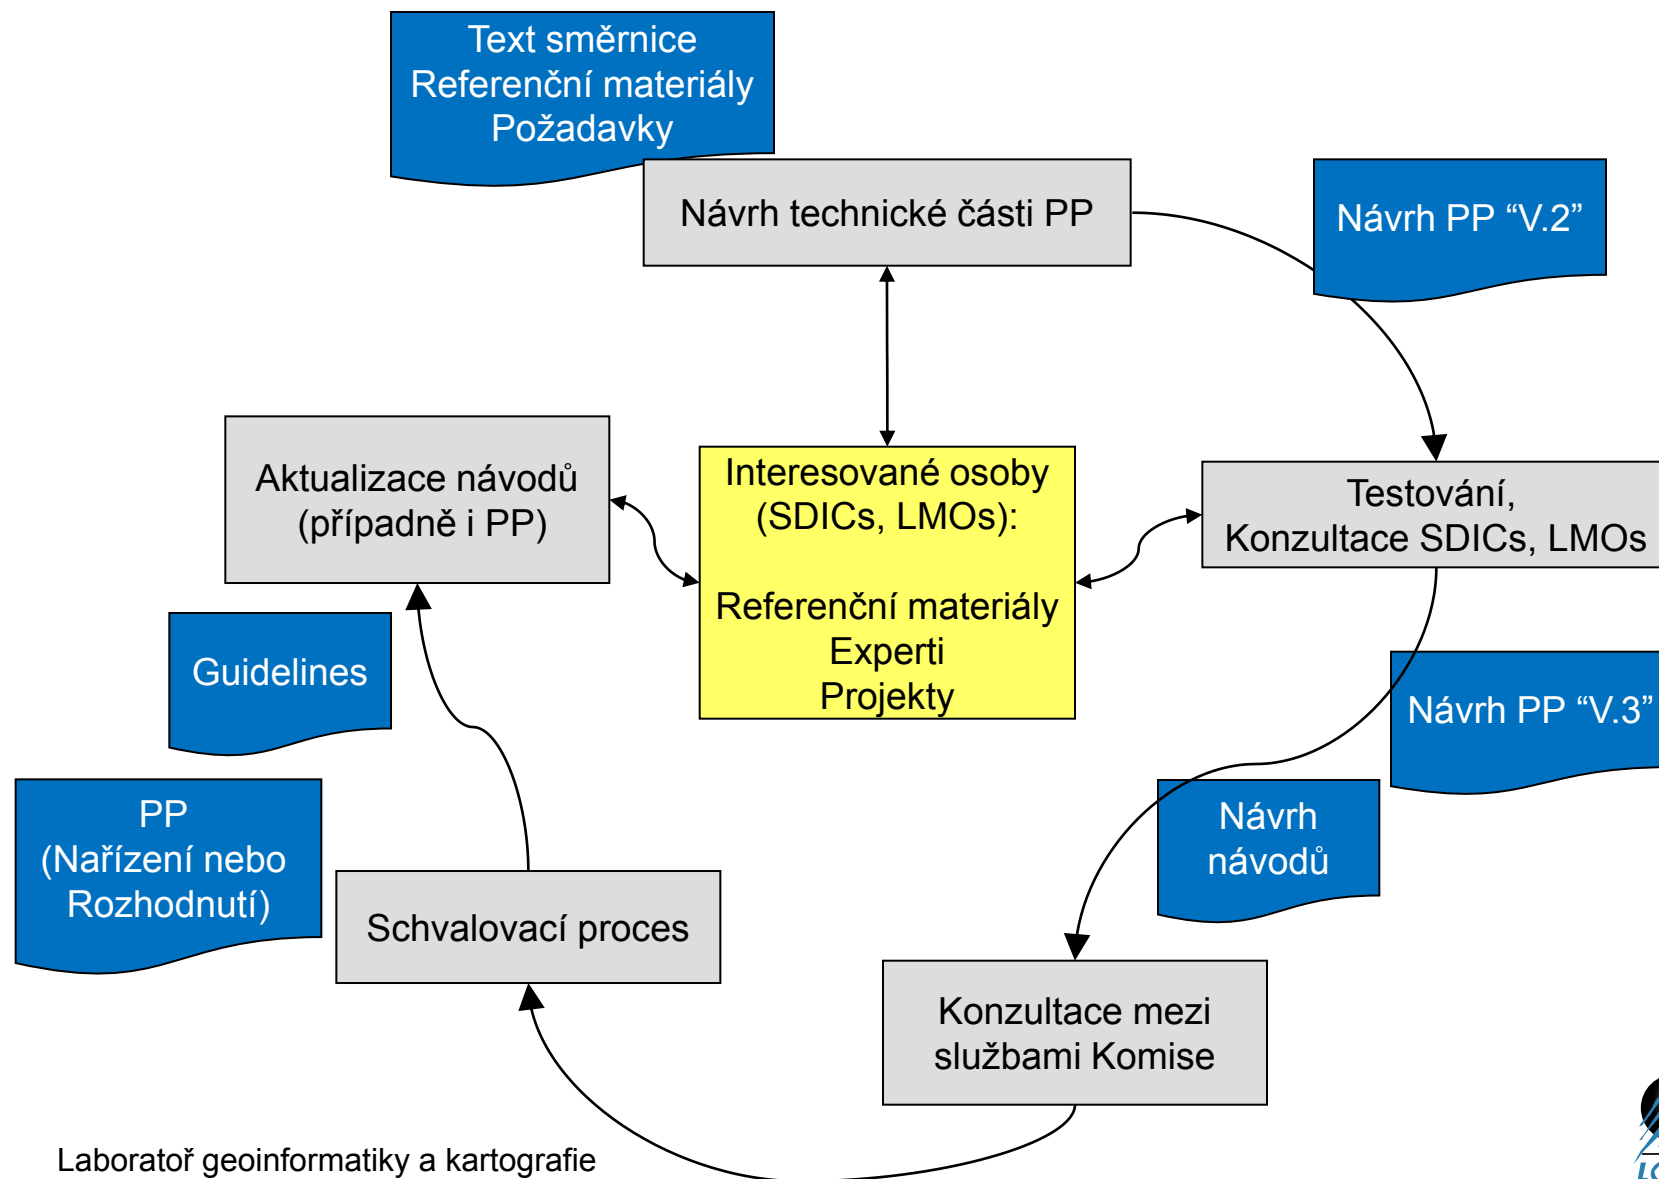 Text směrnice
Referenční materiály
Požadavky
Návrh technické části PP
Návrh PP “V.2”
Aktualizace návodů
(případně i PP)
Interesované osoby
(SDICs, LMOs):
Referenční materiály
Experti
Projekty
Testování,
Konzultace SDICs, LMOs
Guidelines
Návrh PP “V.3”
PP
(Nařízení nebo
Rozhodnutí)
Návrh
návodů
Schvalovací proces
Konzultace mezi
službami Komise
Laboratoř geoinformatiky a kartografie